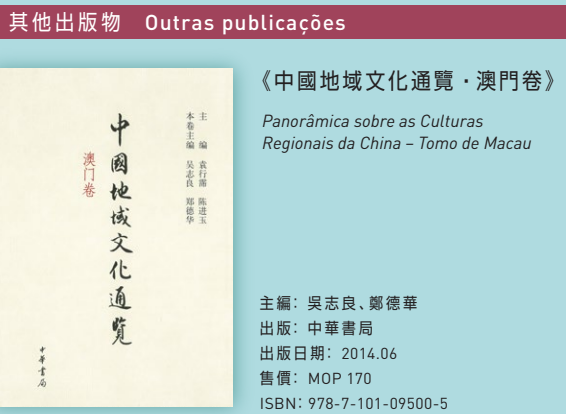 其他出版物 Outras publicações
中國地域文化通覽
澳门卷
主 编 袁行霈 陈进玉
本卷主编 吴志良 郑德华
中華書局
《中國地域文化通覽·澳門卷》
Panorâmica sobre as Culturas
Regionais da China – Tomo de Macau
主編: 吳志良、鄭德華
出版: 中華書局
出版日期: 2014.06
售價: MOP 170
ISBN: 978-7-101-09500-5